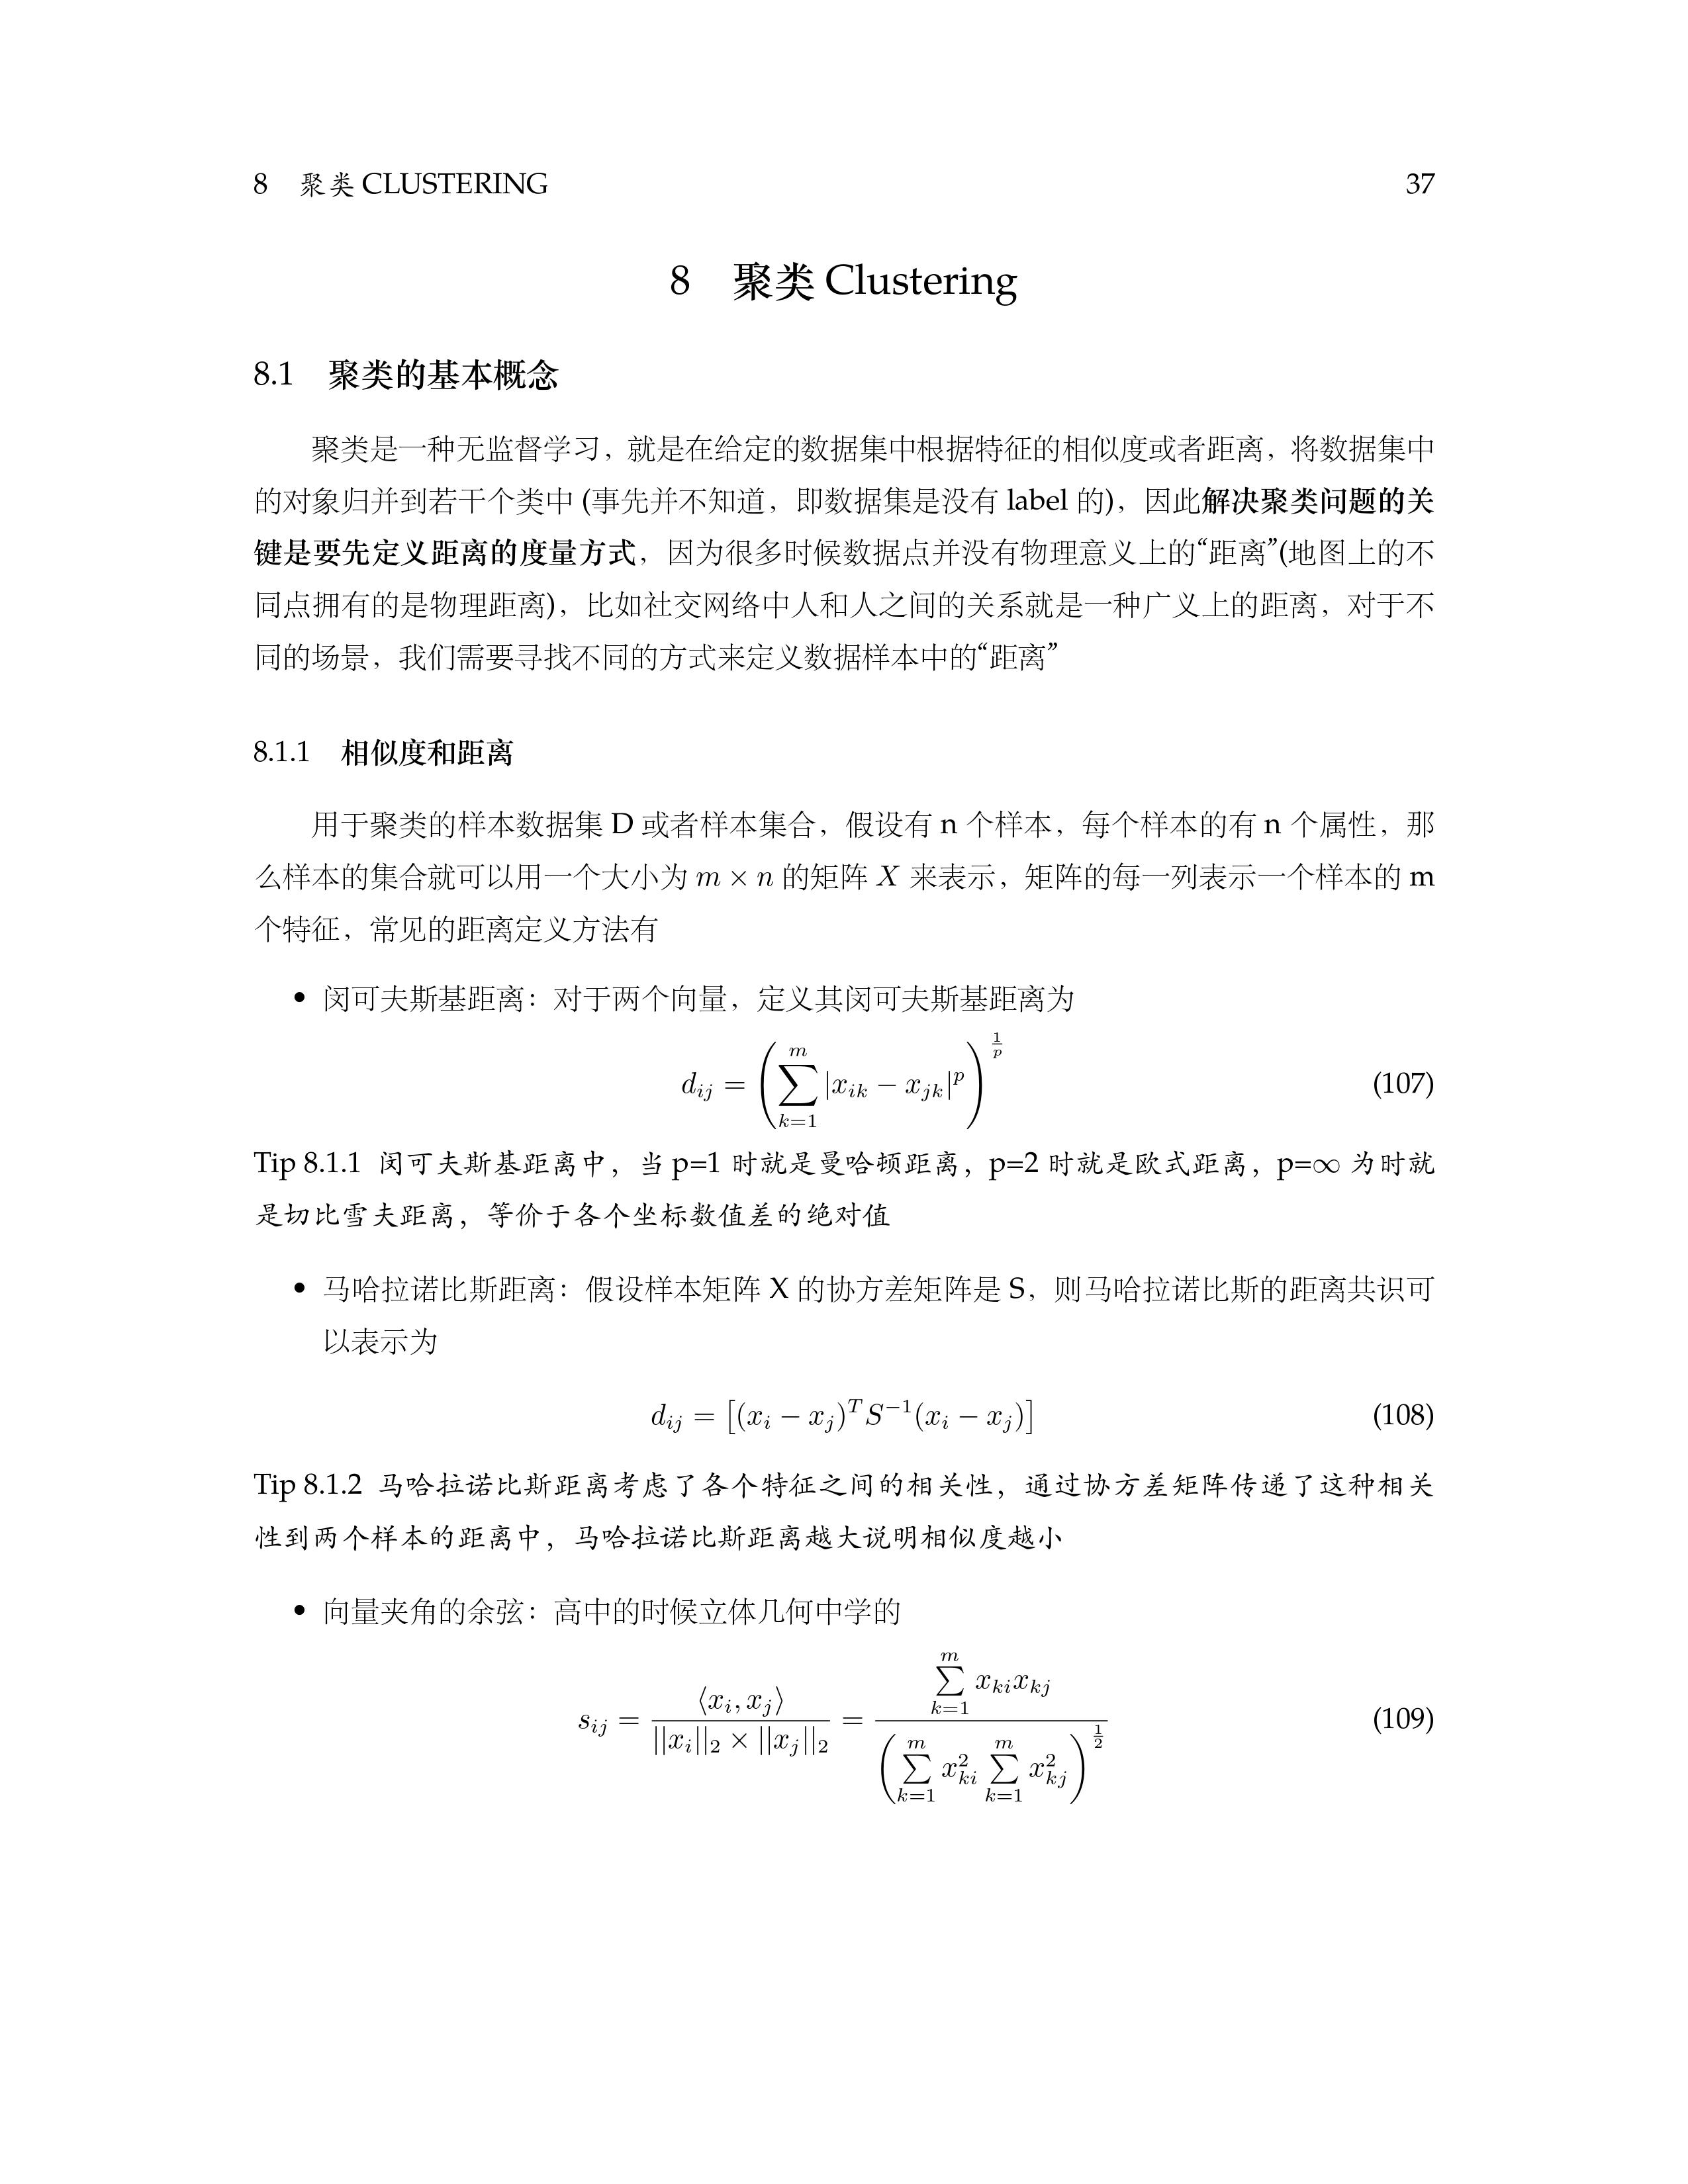 8 聚类 CLUSTERING 37
8 聚类 Clustering
8.1 聚类的基本概念
聚类是一种无监督学习，就是在给定的数据集中根据特征的相似度或者距离，将数据集中
的对象归并到若干个类中 (事先并不知道，即数据集是没有 label 的)，因此解决聚类问题的关
键是要先定义距离的度量方式，因为很多时候数据点并没有物理意义上的“距离”(地图上的不
同点拥有的是物理距离)，比如社交网络中人和人之间的关系就是一种广义上的距离，对于不
同的场景，我们需要寻找不同的方式来定义数据样本中的“距离”
8.1.1 相似度和距离
用于聚类的样本数据集 D 或者样本集合，假设有 n 个样本，每个样本的有 n 个属性，那
么样本的集合就可以用一个大小为 $m \times n$ 的矩阵 $X$ 来表示，矩阵的每一列表示一个样本的 m
个特征，常见的距离定义方法有
• 闵可夫斯基距离：对于两个向量，定义其闵可夫斯基距离为
$d_{ij} = \left( \sum_{k=1}^{m} |x_{ik} - x_{jk}|^p \right)^{\frac{1}{p}}$ (107)
Tip 8.1.1 闵可夫斯基距离中，当 p=1 时就是曼哈顿距离，p=2 时就是欧式距离，p=∞ 为时就
是切比雪夫距离，等价于各个坐标数值差的绝对值
• 马哈拉诺比斯距离：假设样本矩阵 X 的协方差矩阵是 S，则马哈拉诺比斯的距离共识可
以表示为
$d_{ij} = \left[ (x_i - x_j)^T S^{-1} (x_i - x_j) \right]$ (108)
Tip 8.1.2 马哈拉诺比斯距离考虑了各个特征之间的相关性，通过协方差矩阵传递了这种相关
性到两个样本的距离中，马哈拉诺比斯距离越大说明相似度越小
• 向量夹角的余弦：高中的时候立体几何中学的
$s_{ij} = \frac{\langle x_i, x_j \rangle}{||x_i||_2 \times ||x_j||_2} = \frac{\sum_{k=1}^{m} x_{ki} x_{kj}}{\left( \sum_{k=1}^{m} x_{ki}^2 \sum_{k=1}^{m} x_{kj}^2 \right)^{\frac{1}{2}}}$ (109)